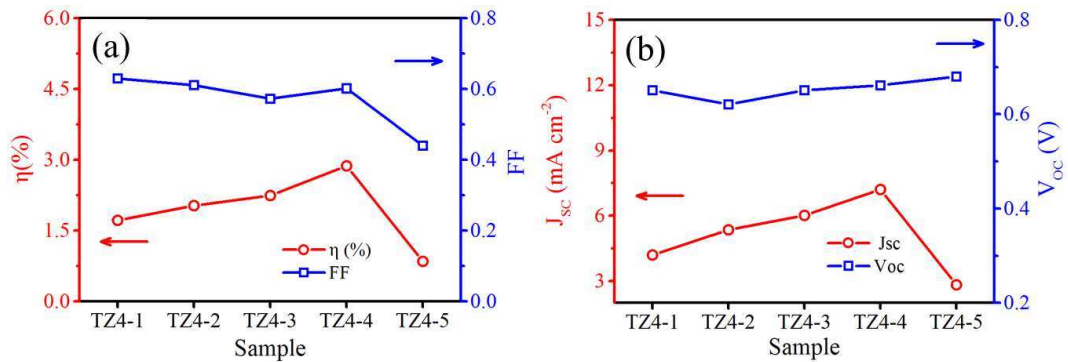 (a)
6.0
4.5
3.0
1.5
0.0
η(%)
0.8
0.6
0.4
0.2
0.0
FF
η (%)
FF
TZ4-1 TZ4-2 TZ4-3 TZ4-4 TZ4-5
Sample
(b)
15
12
9
6
3
J_SC (mA cm⁻²)
0.8
0.6
0.4
0.2
V_OC (V)
Jsc
Voc
TZ4-1 TZ4-2 TZ4-3 TZ4-4 TZ4-5
Sample